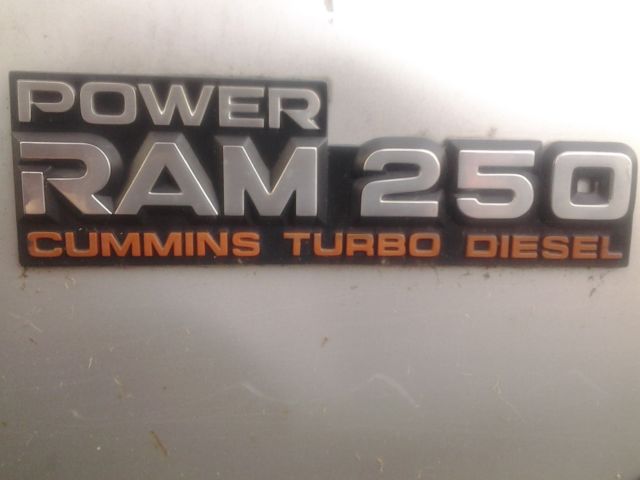 POWER
RAM 250
CUMMINS TURBO DIESEL